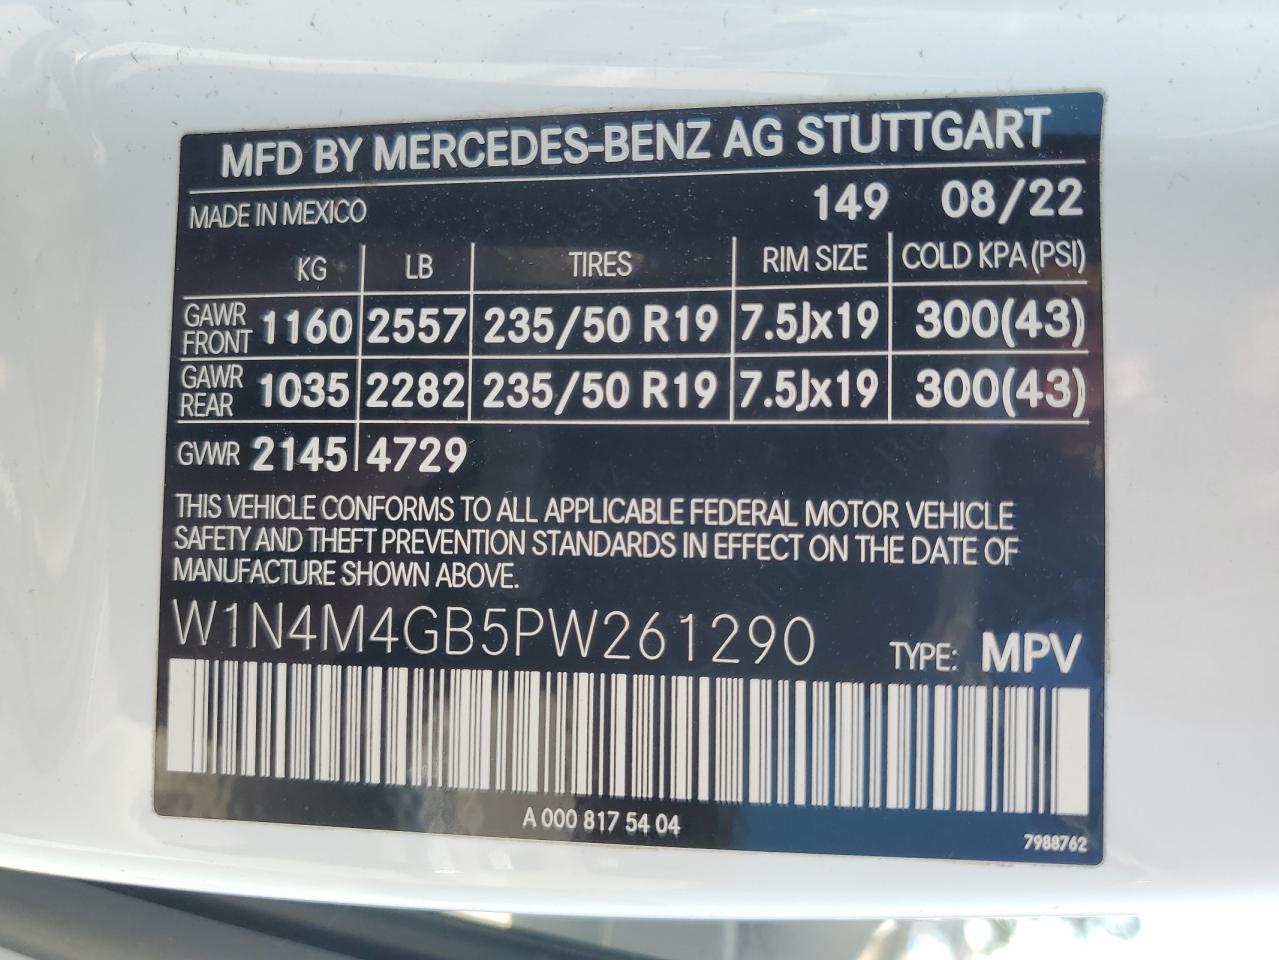 MFD BY MERCEDES-BENZ AG STUTTGART
MADE IN MEXICO 149 08/22
KG LB TIRES RIM SIZE COLD KPA (PSI)
GAWR FRONT 1160 2557 235/50 R19 7.5Jx19 300(43)
GAWR REAR 1035 2282 235/50 R19 7.5Jx19 300(43)
GVWR 2145 4729
THIS VEHICLE CONFORMS TO ALL APPLICABLE FEDERAL MOTOR VEHICLE
SAFETY AND THEFT PREVENTION STANDARDS IN EFFECT ON THE DATE OF
MANUFACTURE SHOWN ABOVE.
W1N4M4GB5PW261290 TYPE: MPV
A 000 817 54 04
7988762